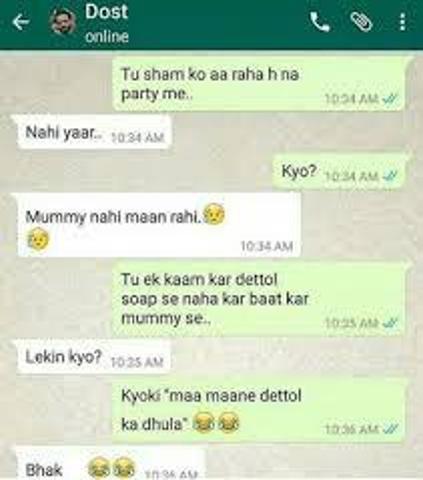 Dost
online
Tu sham ko aa raha h na
party me..
10:34 AM
Nahi yaar.. 10:34 AM
Kyo? 10:34 AM
Mummy nahi maan rahi.😥
😥
10:34 AM
Tu ek kaam kar dettol
soap se naha kar baat kar
mummy se..
10:35 AM
Lekin kyo? 10:35 AM
Kyoki "maa maane dettol
ka dhula" 😂😂
10:36 AM
Bhak 😂😂 10:36 AM